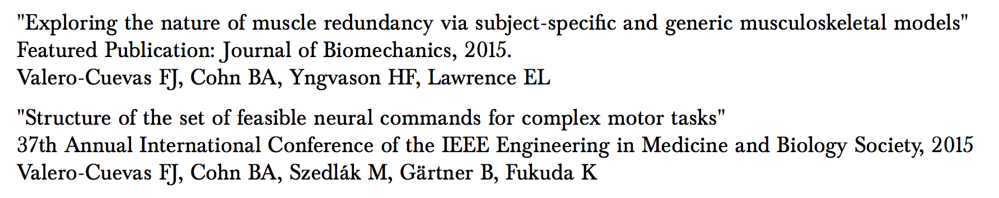 "Exploring the nature of muscle redundancy via subject-specific and generic musculoskeletal models"
Featured Publication: Journal of Biomechanics, 2015.
Valero-Cuevas FJ, Cohn BA, Yngvason HF, Lawrence EL
"Structure of the set of feasible neural commands for complex motor tasks"
37th Annual International Conference of the IEEE Engineering in Medicine and Biology Society, 2015
Valero-Cuevas FJ, Cohn BA, Szedlák M, Gärtner B, Fukuda K